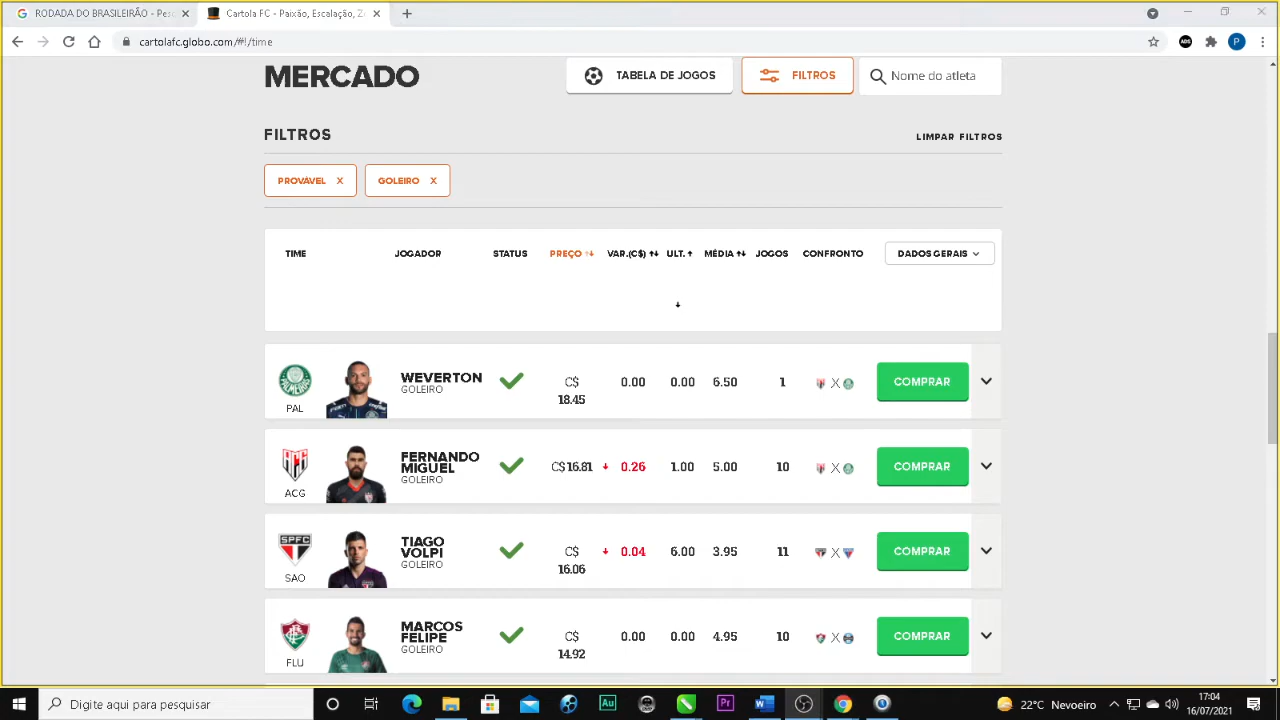 RODADA DO BRASILEIRÃO - Pesq
Cartola FC - Paixão, Escalação, Z
cartolafc.globo.com/#!/time
MERCADO
TABELA DE JOGOS
FILTROS
Nome do atleta
FILTROS
LIMPAR FILTROS
PROVÁVEL X
GOLEIRO X
TIME JOGADOR STATUS PREÇO VAR.(C$) ULT. MÉDIA JOGOS CONFRONTO DADOS GERAIS
PAL
WEVERTON
GOLEIRO
C$
18.45
0.00 0.00 6.50 1 X COMPRAR
ACG
FERNANDO
MIGUEL
GOLEIRO
C$ 16.81 0.26 1.00 5.00 10 X COMPRAR
SPFC
SAO
TIAGO
VOLPI
GOLEIRO
C$
16.06
0.04 6.00 3.95 11 X COMPRAR
FLU
MARCOS
FELIPE
GOLEIRO
C$
14.92
0.00 0.00 4.95 10 X COMPRAR
Digite aqui para pesquisar
22°C Nevoeiro
17:04
16/07/2021